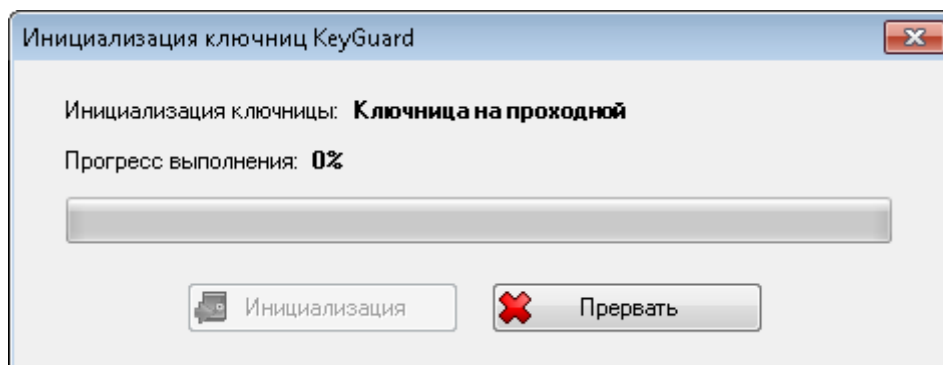 Инициализация ключниц KeyGuard
Инициализация ключницы: Ключница на проходной
Прогресс выполнения: 0%
Инициализация Прервать